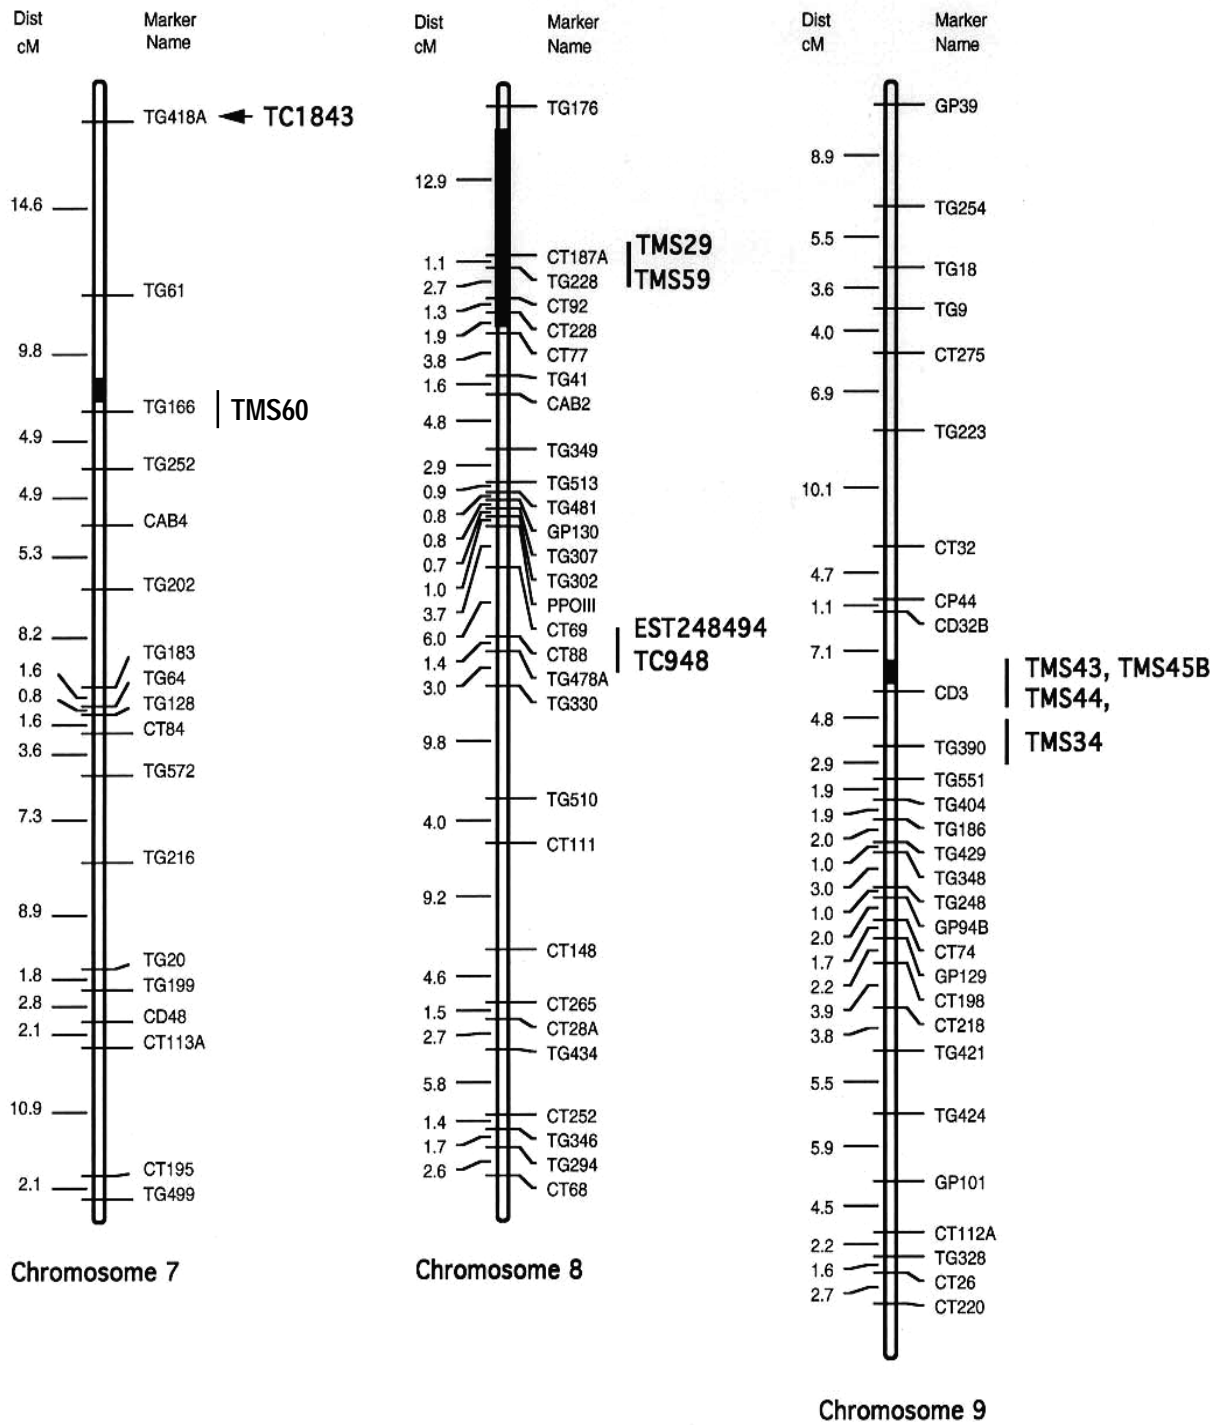 Dist
cM
Marker
Name
TG418A
TC1843
14.6
TG61
9.8
TG166
TMS60
4.9
TG252
4.9
CAB4
5.3
TG202
8.2
TG183
1.6
TG64
0.8
TG128
1.6
CT84
3.6
TG572
7.3
TG216
8.9
TG20
1.8
TG199
2.8
CD48
2.1
CT113A
10.9
CT195
2.1
TG499
Chromosome 7
Dist
cM
Marker
Name
TG176
12.9
CT187A
TMS29
1.1
TG228
TMS59
2.7
CT92
1.3
CT228
1.9
CT77
3.8
TG41
1.6
CAB2
4.8
TG349
2.9
TG513
0.9
TG481
0.8
GP130
0.8
TG307
0.7
TG302
1.0
PPOIII
3.7
CT69
EST248494
6.0
CT88
TC948
1.4
TG478A
3.0
TG330
9.8
TG510
4.0
CT111
9.2
CT148
4.6
CT265
1.5
CT28A
2.7
TG434
5.8
CT252
1.4
TG346
1.7
TG294
2.6
CT68
Chromosome 8
Dist
cM
Marker
Name
GP39
8.9
TG254
5.5
TG18
3.6
TG9
4.0
CT275
6.9
TG223
10.1
CT32
4.7
CP44
1.1
CD32B
7.1
TMS43, TMS45B
CD3
TMS44,
4.8
TG390
TMS34
2.9
TG551
1.9
TG404
1.9
TG186
2.0
TG429
1.0
TG348
3.0
TG248
1.0
GP94B
2.0
CT74
1.7
GP129
2.2
CT198
3.9
CT218
3.8
TG421
5.5
TG424
5.9
GP101
4.5
CT112A
2.2
TG328
1.6
CT26
2.7
CT220
Chromosome 9